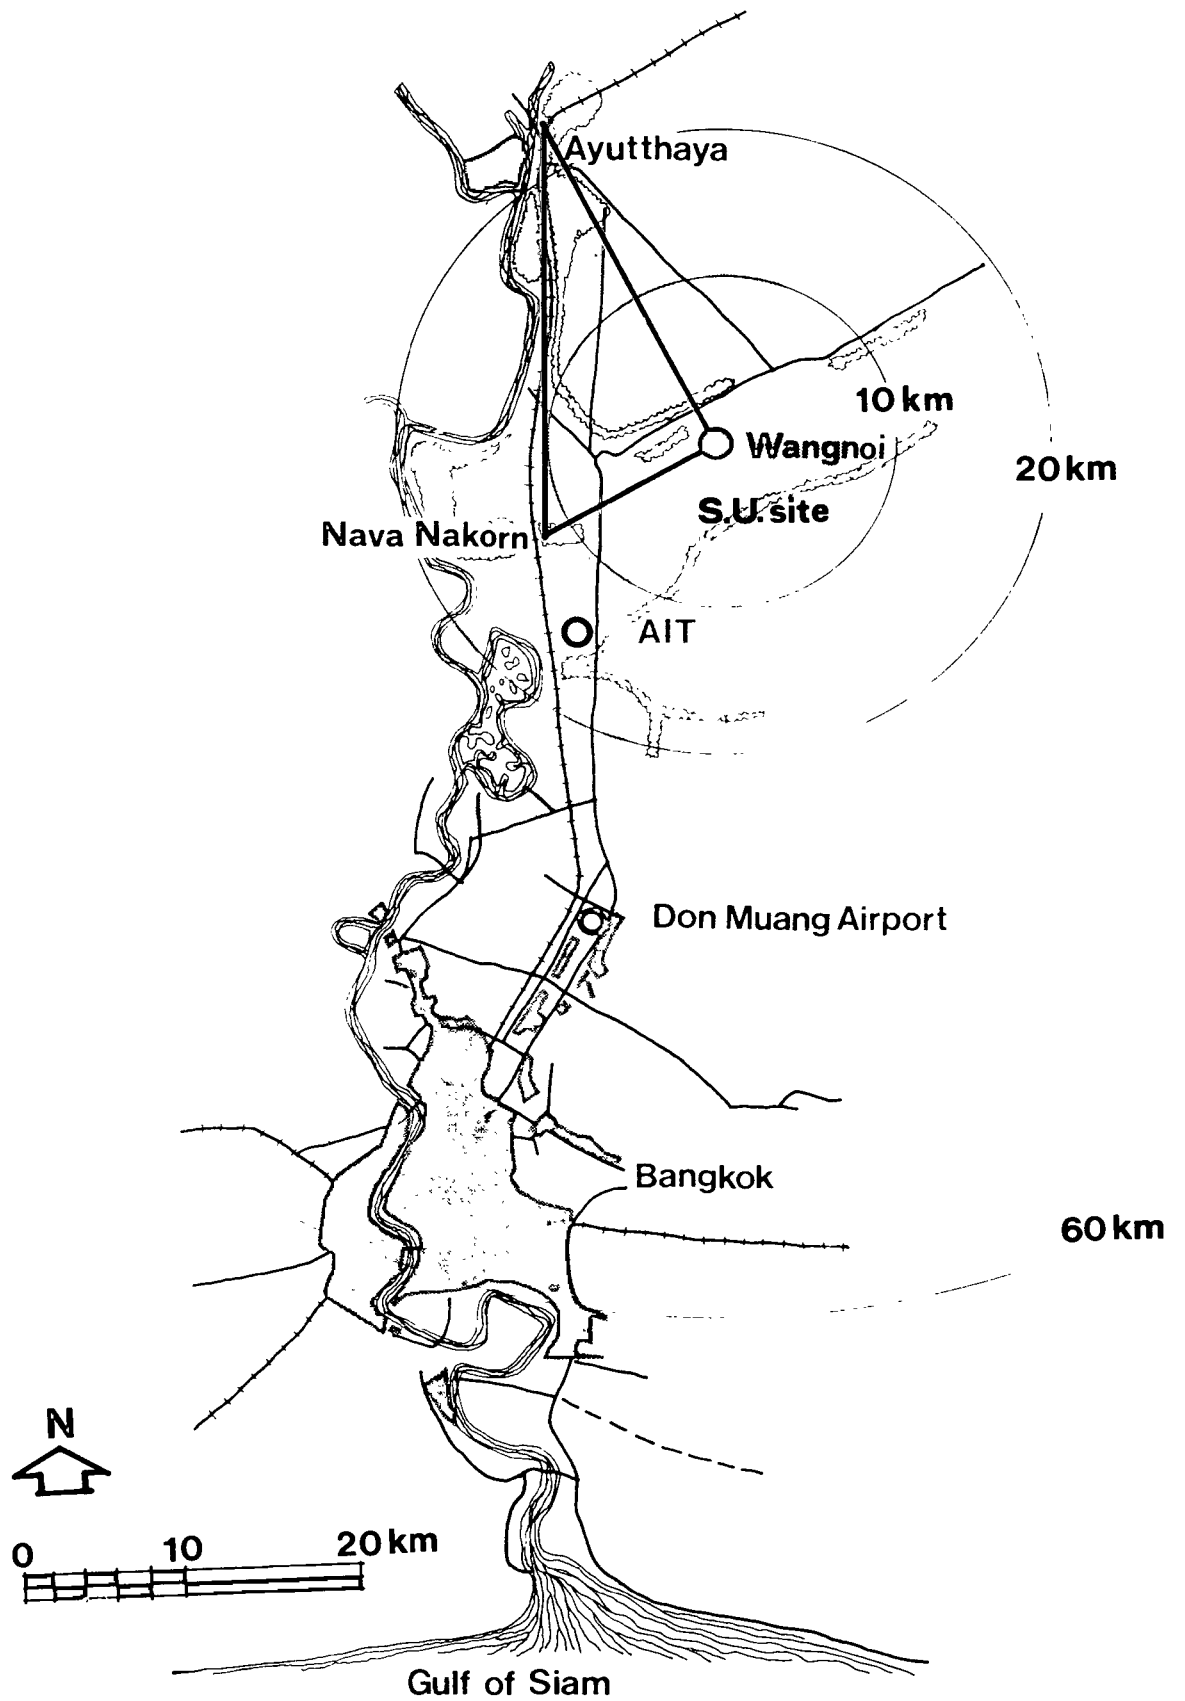 Ayutthaya
10 km
Wangnoi
20 km
S.U. site
Nava Nakorn
AIT
Don Muang Airport
Bangkok
60 km
N
0 10 20 km
Gulf of Siam